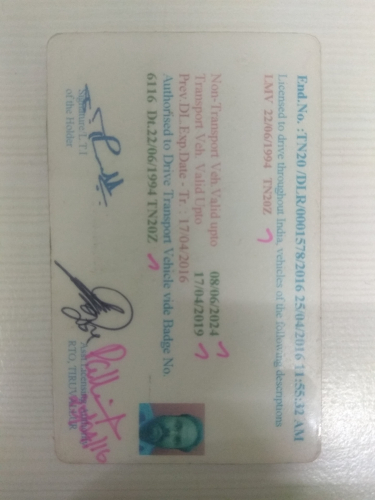 End.No. :TN20 /DLR/0001578/2016 25/04/2016 11:55:32 AM
Licensed to drive throughout India, vehicles of the following descriptions
LMV 22/06/1994 TN20Z
Non-Transport Veh Valid upto 08/06/2024
Transport Veh. Valid Upto 17/04/2019
Prev.DL Exp.Date - Tr : 17/04/2016
Authorised to Drive Transport Vehicle vide Badge No.
6116 Dt.22/06/1994 TN20Z
Signature L T I
of the Holder
RTO,